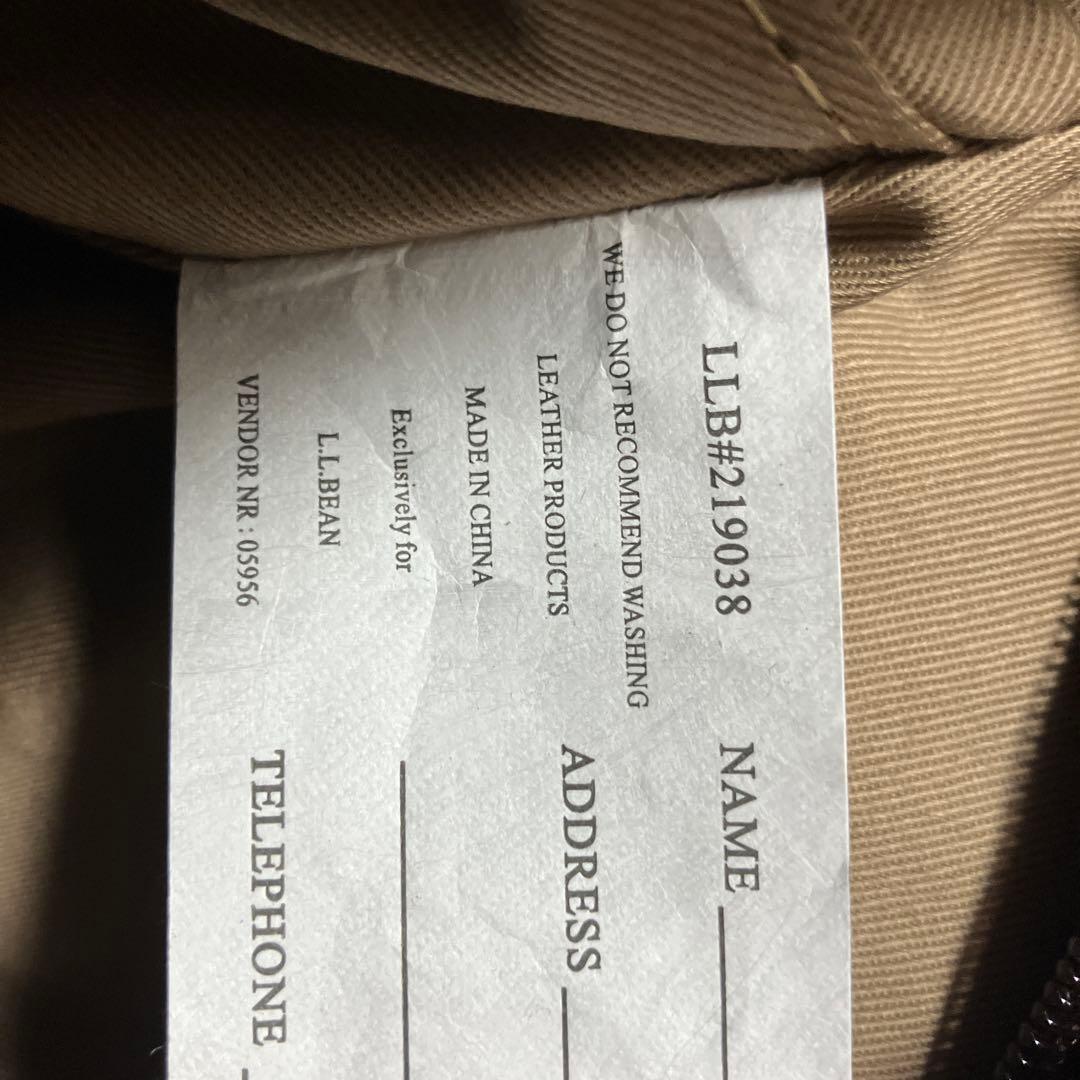 LLB#219038
WE DO NOT RECOMMEND WASHING
LEATHER PRODUCTS
MADE IN CHINA
Exclusively for
L.L.BEAN
VENDOR NR : 05956
NAME
ADDRESS
TELEPHONE